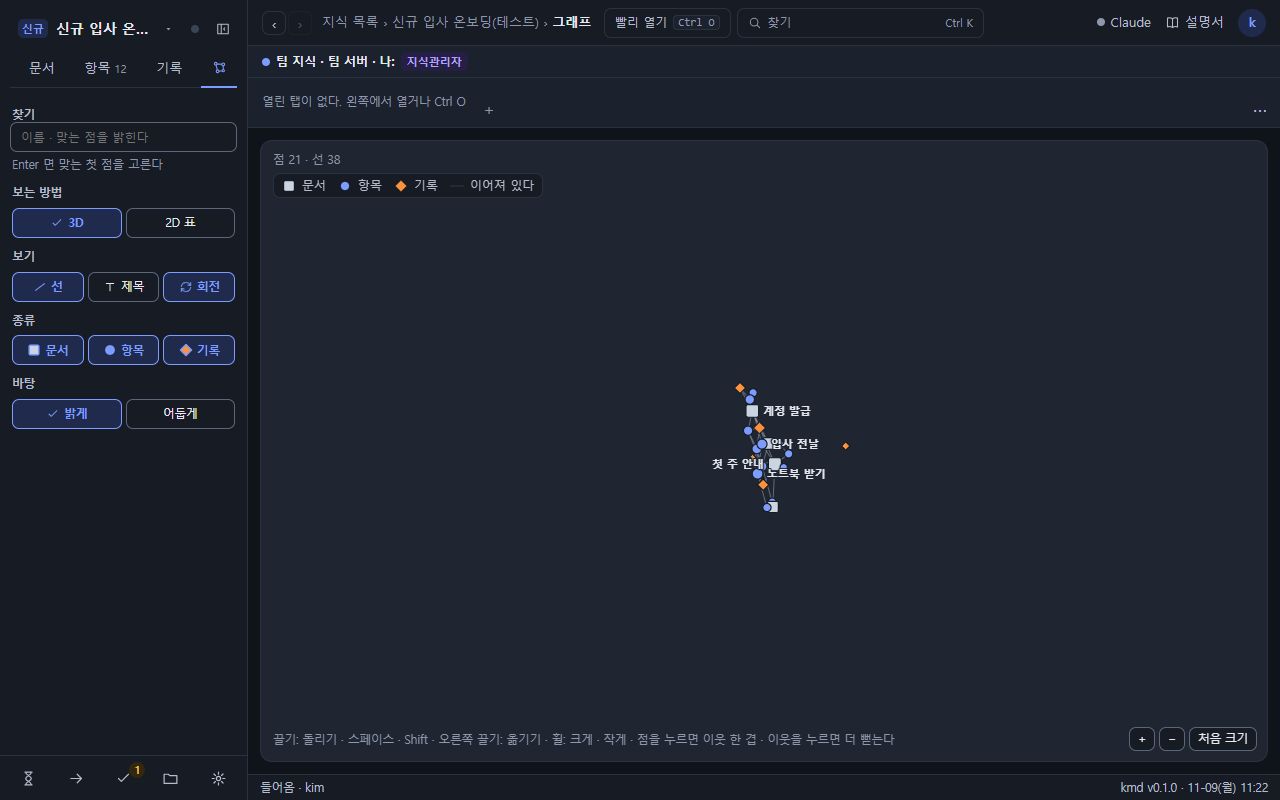 신규 신규 입사 온...
문서 항목 12 기록
찾기
이름 · 맞는 점을 밝힌다
Enter 면 맞는 첫 점을 고른다
보는 방법
3D 2D 표
보기
선 제목 회전
종류
문서 항목 기록
바탕
밝게 어둡게
1
지식 목록 › 신규 입사 온보딩(테스트) › 그래프
빨리 열기 Ctrl O
찾기 Ctrl K
Claude 설명서 k
팀 지식 · 팀 서버 · 나: 지식관리자
열린 탭이 없다. 왼쪽에서 열거나 Ctrl O
+ ...
점 21 · 선 38
문서 항목 기록 이어져 있다
계정 발급
입사 전날
첫 주 안내
노트북 받기
끌기: 돌리기 · 스페이스 · Shift · 오른쪽 끌기: 옮기기 · 휠: 크게 · 작게 · 점을 누르면 이웃 한 겹 · 이웃을 누르면 더 뻗는다
+ − 처음 크기
들어옴 · kim
kmd v0.1.0 · 11-09(월) 11:22